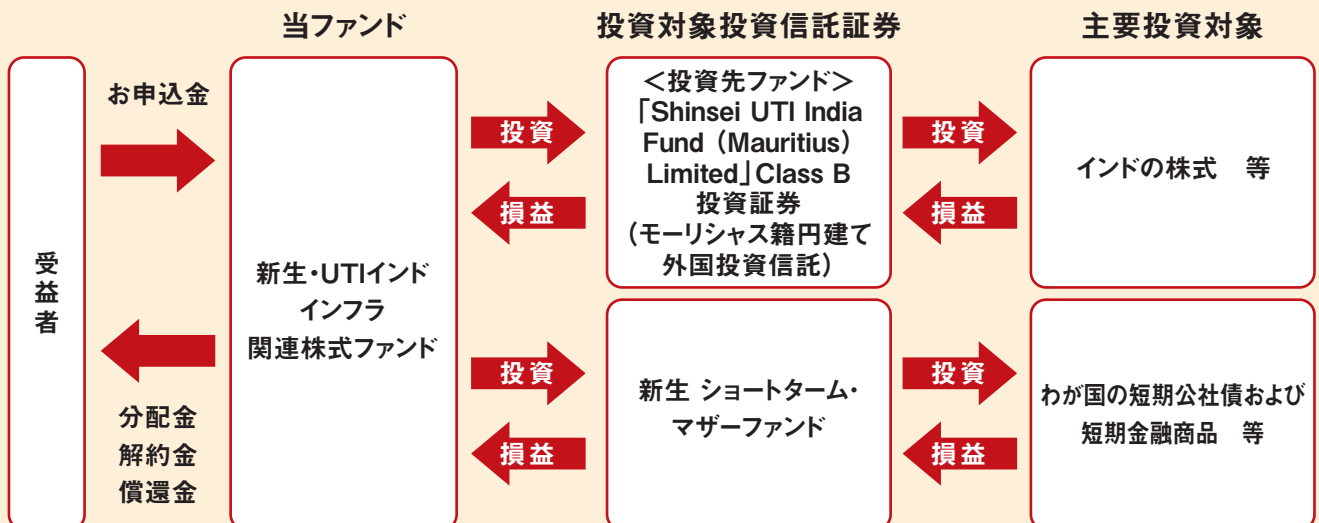 当ファンド
投資対象投資信託証券
主要投資対象
受益者
お申込金
分配金
解約金
償還金
新生・UTIインド
インフラ
関連株式ファンド
投資
損益
＜投資先ファンド＞
「Shinsei UTI India
Fund（Mauritius）
Limited」Class B
投資証券
（モーリシャス籍円建て
外国投資信託）
投資
損益
インドの株式　等
投資
損益
新生 ショートターム・
マザーファンド
投資
損益
わが国の短期公社債および
短期金融商品　等